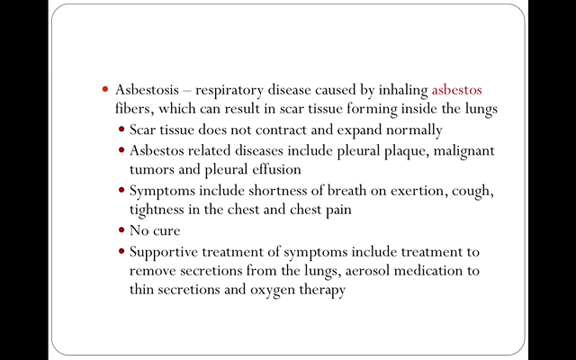 • Asbestosis – respiratory disease caused by inhaling asbestos
fibers, which can result in scar tissue forming inside the lungs
• Scar tissue does not contract and expand normally
• Asbestos related diseases include pleural plaque, malignant
tumors and pleural effusion
• Symptoms include shortness of breath on exertion, cough,
tightness in the chest and chest pain
• No cure
• Supportive treatment of symptoms include treatment to
remove secretions from the lungs, aerosol medication to
thin secretions and oxygen therapy